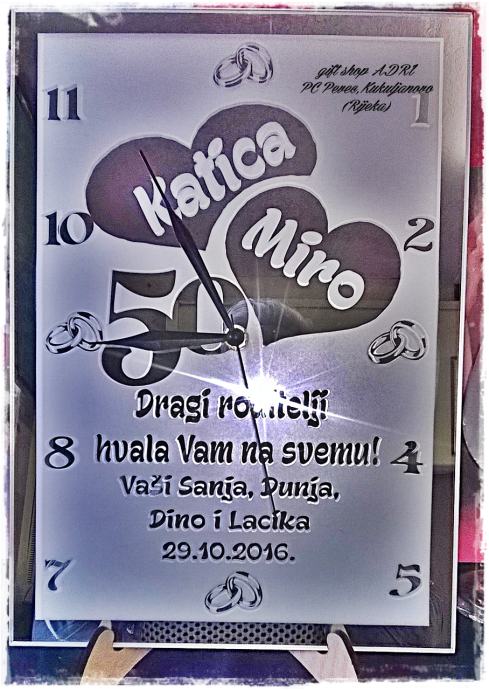 gift shop ADRI
PC Pevec, Kukuljanovo
(Rijeka)
11
1
Katica
10
2
Miro
50
Dragi roditelji
8
hvala Vam na svemu!
4
Vaši Sanja, Dunja,
Dino i Lacika
29.10.2016.
7
5